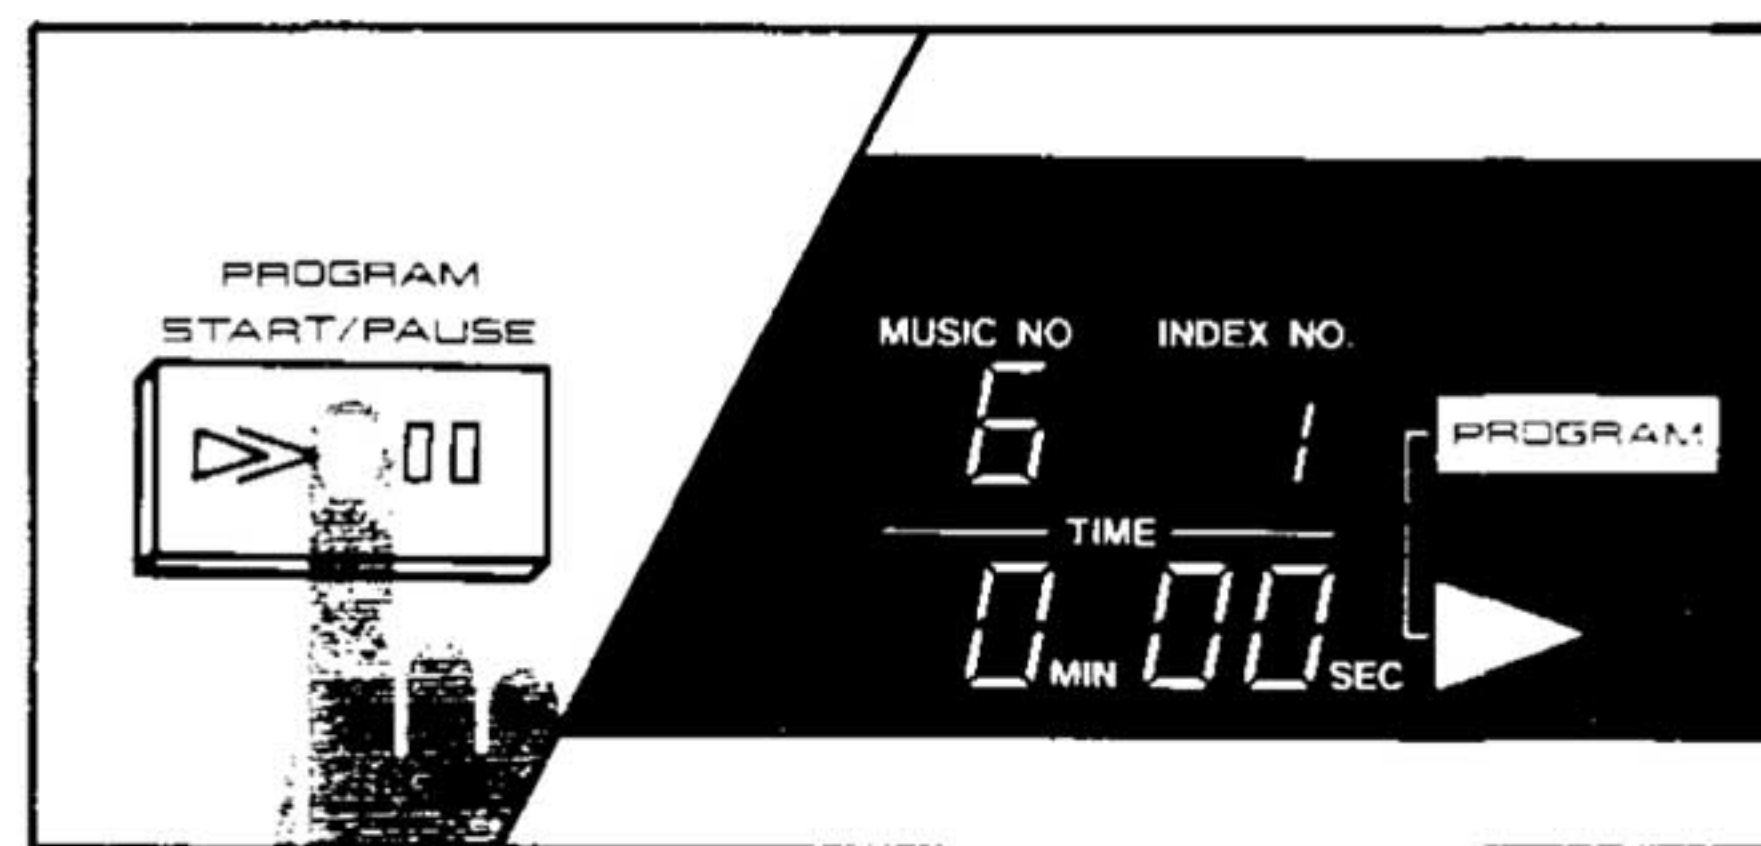 PROGRAM
START/PAUSE
MUSIC NO INDEX NO.
6 1
PROGRAM
TIME
0 MIN 00 SEC